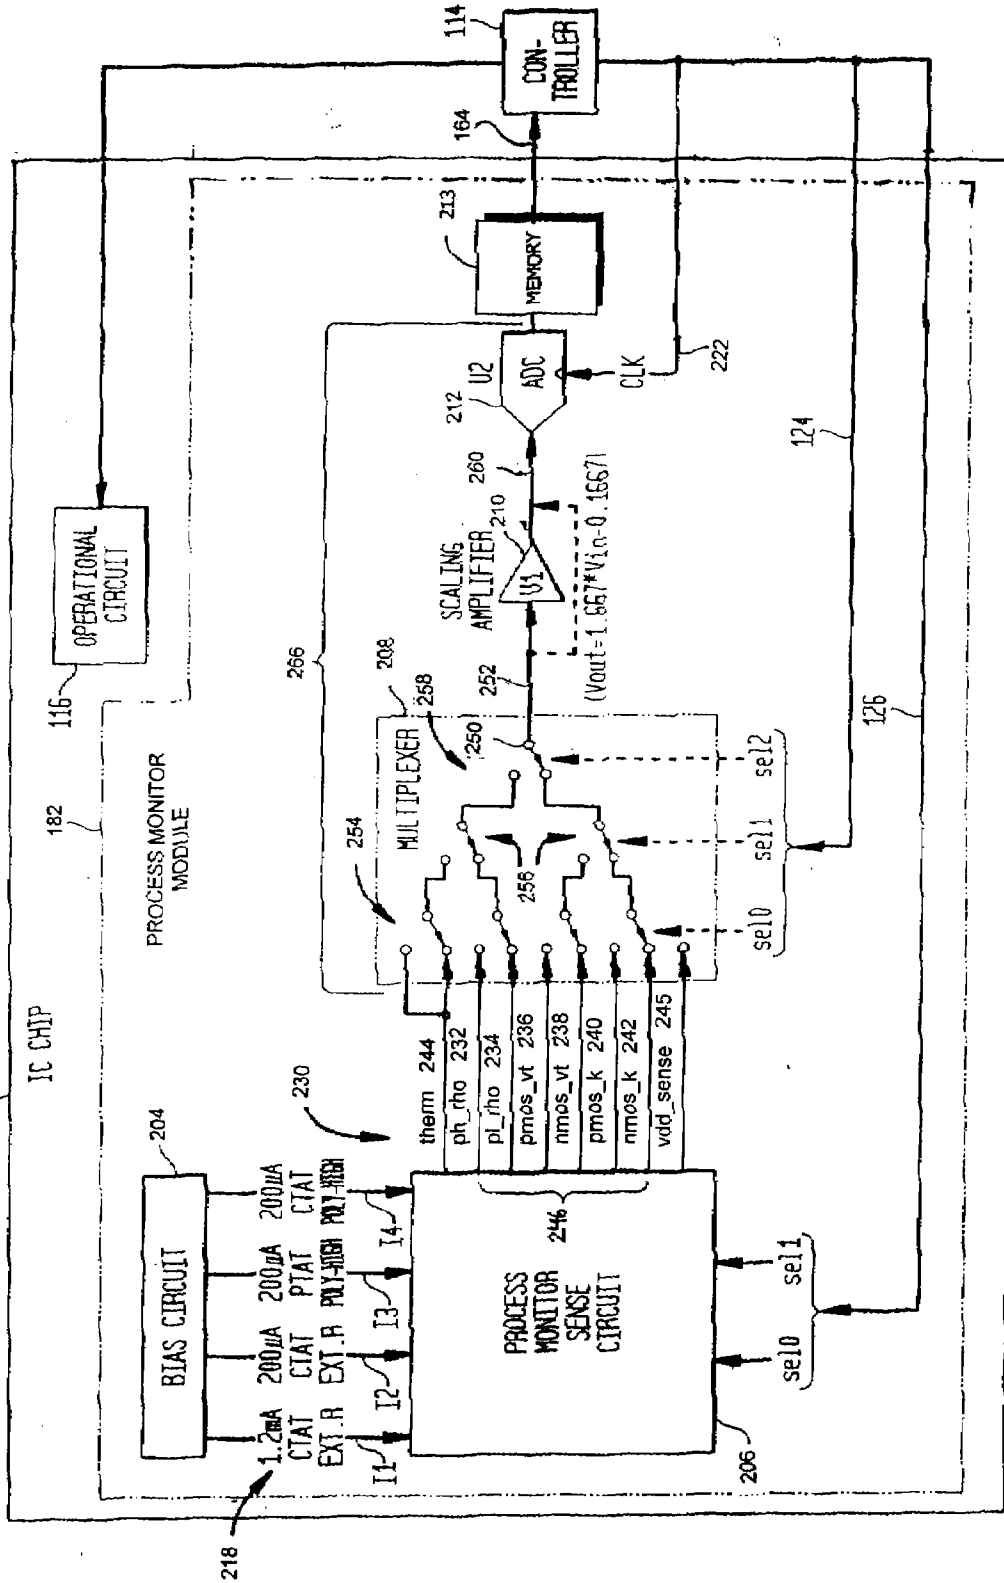 IC CHIP
PROCESS MONITOR
MODULE
182
116
OPERATIONAL
CIRCUIT
114
CON-
TROLLER
164
204
BIAS CIRCUIT
218
1.2mA
CTAT
EXT.R
I1
200µA
CTAT
EXT.R
I2
200µA
PTAT
POLY-HIGH
I3
200µA
CTAT
POLY-HIGH
I4
230
PROCESS
MONITOR
SENSE
CIRCUIT
206
sel0
sel1
246
therm 244
ph_rho 232
pl_rho 234
pmos_vt 236
nmos_vt 238
pmos_k 240
nmos_k 242
vdd_sense 245
266
254
MULTIPLEXER
208
258
256
250
252
sel0
sel1
sel2
SCALING
AMPLIFIER
210
U1
(Vout=1.667*Vin-0.1667)
260
212
U2
ADC
CLK
222
213
MEMORY
124
126